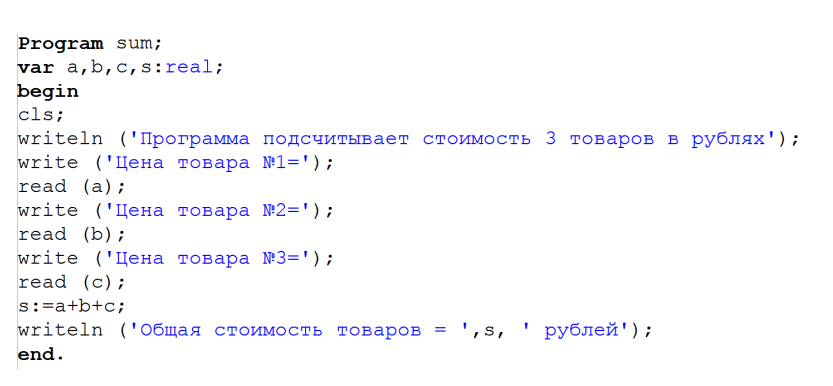 Program sum;
var a,b,c,s:real;
begin
cls;
writeln ('Программа подсчитывает стоимость 3 товаров в рублях');
write ('Цена товара №1=');
read (a);
write ('Цена товара №2=');
read (b);
write ('Цена товара №3=');
read (c);
s:=a+b+c;
writeln ('Общая стоимость товаров = ',s, ' рублей');
end.